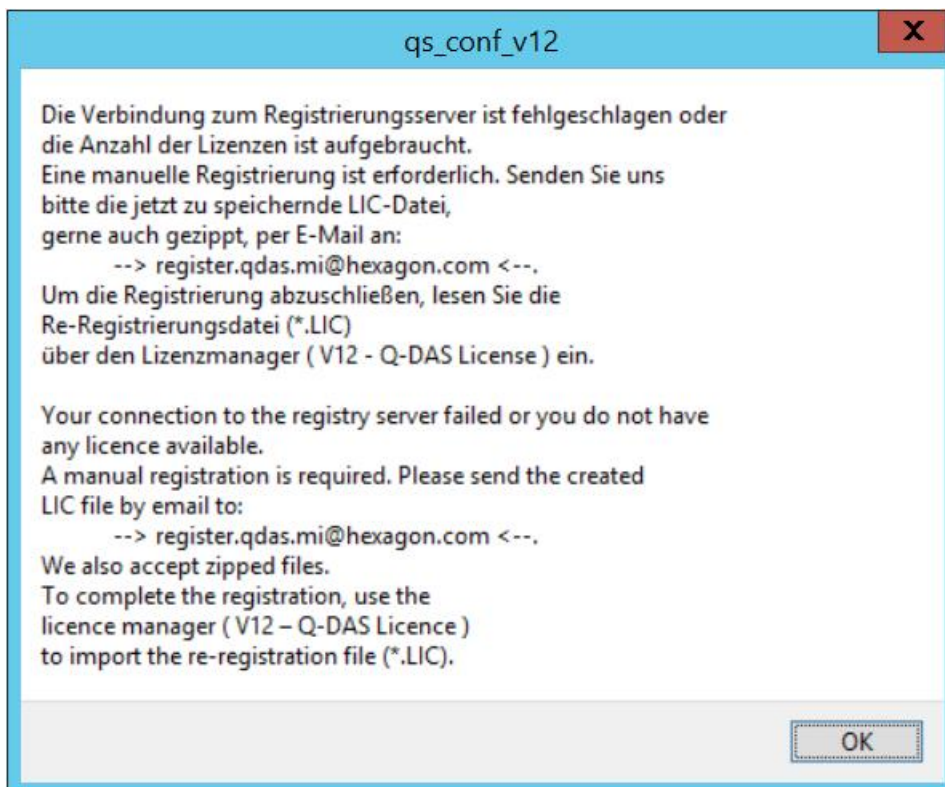 qs_conf_v12
X
Die Verbindung zum Registrierungsserver ist fehlgeschlagen oder
die Anzahl der Lizenzen ist aufgebraucht.
Eine manuelle Registrierung ist erforderlich. Senden Sie uns
bitte die jetzt zu speichernde LIC-Datei,
gerne auch gezippt, per E-Mail an:
--> register.qdas.mi@hexagon.com <--.
Um die Registrierung abzuschließen, lesen Sie die
Re-Registrierungsdatei (*.LIC)
über den Lizenzmanager ( V12 - Q-DAS License ) ein.
Your connection to the registry server failed or you do not have
any licence available.
A manual registration is required. Please send the created
LIC file by email to:
--> register.qdas.mi@hexagon.com <--.
We also accept zipped files.
To complete the registration, use the
licence manager ( V12 – Q-DAS Licence )
to import the re-registration file (*.LIC).
OK